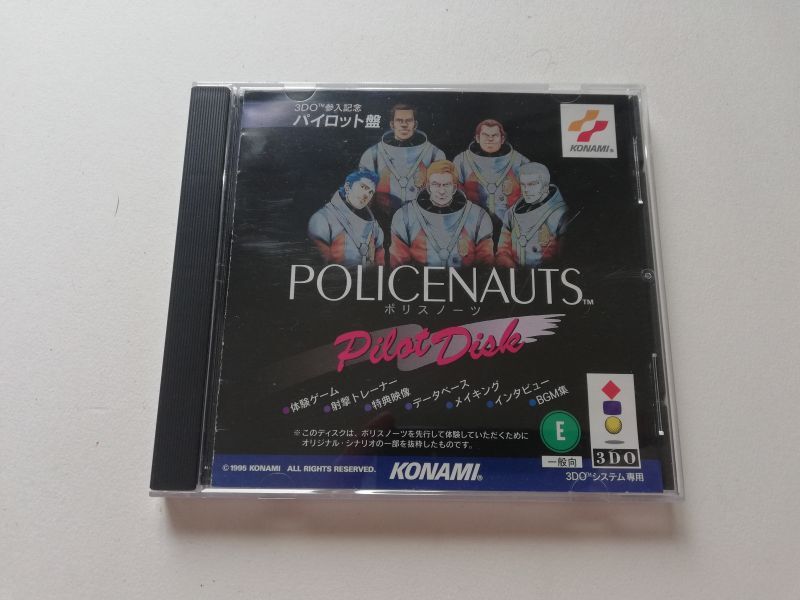 3DO™参入記念
パイロット盤
KONAMI®
POLICENAUTS™
ポリスノーツ
Pilot Disk
●体験ゲーム
●射撃トレーナー
●特典映像
●データベース
●メイキング
●インタビュー
●BGM集
※このディスクは、ポリスノーツを先行して体験していただくために
オリジナル・シナリオの一部を抜粋したものです。
E
一般向
3DO
©1995 KONAMI ALL RIGHTS RESERVED.
KONAMI®
3DO™システム専用